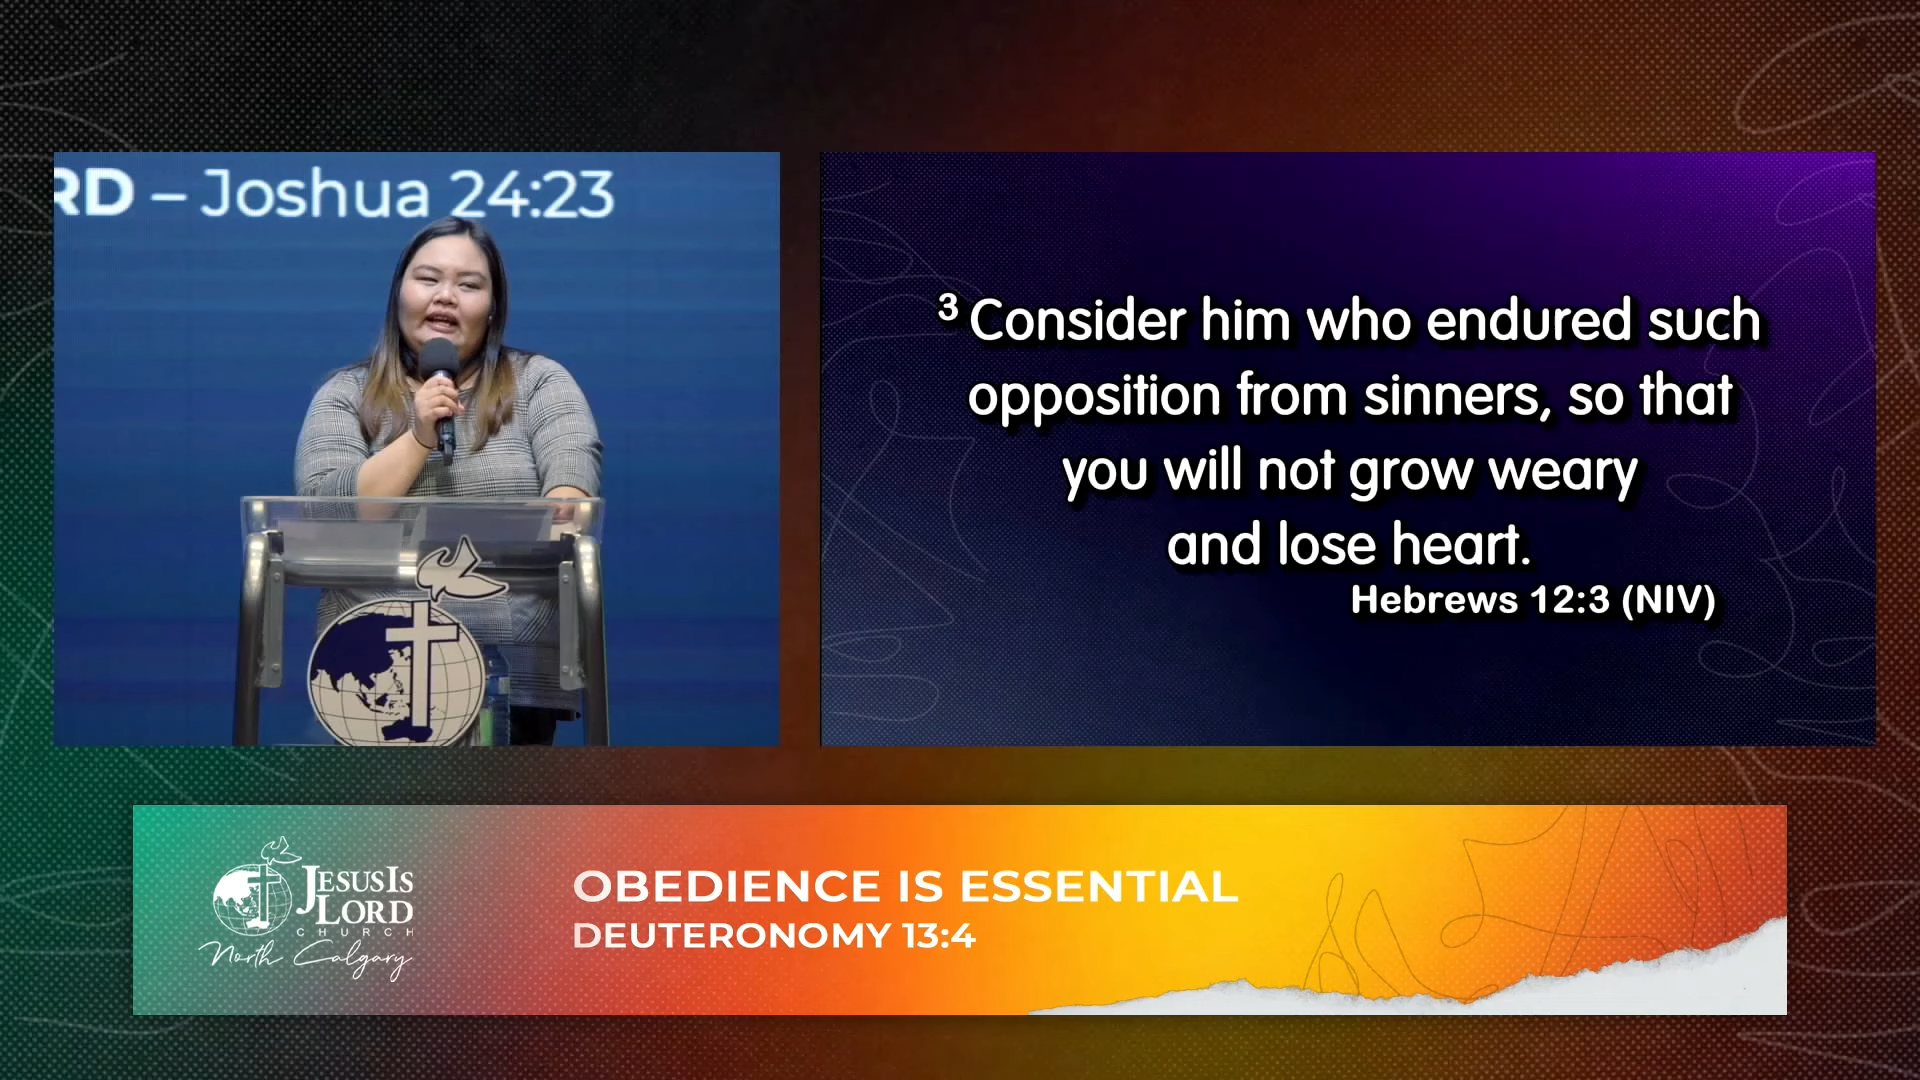 RD – Joshua 24:23
3 Consider him who endured such
opposition from sinners, so that
you will not grow weary
and lose heart.
Hebrews 12:3 (NIV)
JESUS IS
LORD
CHURCH
North Calgary
OBEDIENCE IS ESSENTIAL
DEUTERONOMY 13:4